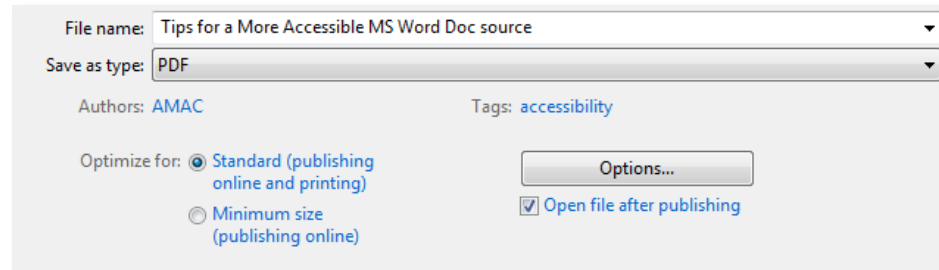 File name: Tips for a More Accessible MS Word Doc source
Save as type: PDF
Authors: AMAC Tags: accessibility
Optimize for: Standard (publishing
online and printing)
Minimum size
(publishing online)
Options...
Open file after publishing